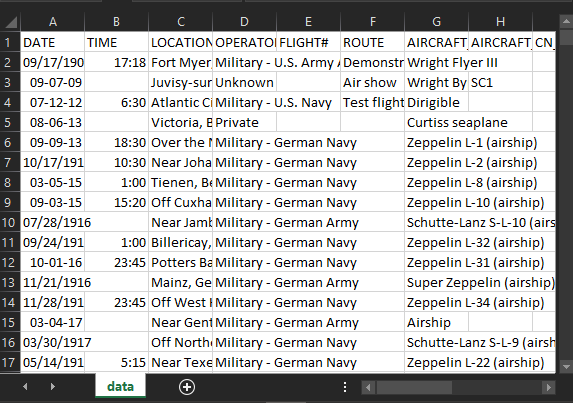 A B C D E F G H
1 DATE TIME LOCATION OPERATOR FLIGHT# ROUTE AIRCRAFT_ AIRCRAFT_ CN_
2 09/17/190 17:18 Fort Myer, Military - U.S. Army Demonstr Wright Flyer III
3 09-07-09 Juvisy-sur Unknown Air show Wright By SC1
4 07-12-12 6:30 Atlantic Ci Military - U.S. Navy Test flight Dirigible
5 08-06-13 Victoria, B Private Curtiss seaplane
6 09-09-13 18:30 Over the N Military - German Navy Zeppelin L-1 (airship)
7 10/17/191 10:30 Near Joha Military - German Navy Zeppelin L-2 (airship)
8 03-05-15 1:00 Tienen, Be Military - German Navy Zeppelin L-8 (airship)
9 09-03-15 15:20 Off Cuxha Military - German Navy Zeppelin L-10 (airship)
10 07/28/1916 Near Jamb Military - German Army Schutte-Lanz S-L-10 (airs
11 09/24/191 1:00 Billericay, Military - German Navy Zeppelin L-32 (airship)
12 10-01-16 23:45 Potters Ba Military - German Navy Zeppelin L-31 (airship)
13 11/21/1916 Mainz, Ge Military - German Army Super Zeppelin (airship)
14 11/28/191 23:45 Off West H Military - German Navy Zeppelin L-34 (airship)
15 03-04-17 Near Gent Military - German Army Airship
16 03/30/1917 Off Northe Military - German Navy Schutte-Lanz S-L-9 (airsh
17 05/14/191 5:15 Near Texe Military - German Navy Zeppelin L-22 (airship)
data